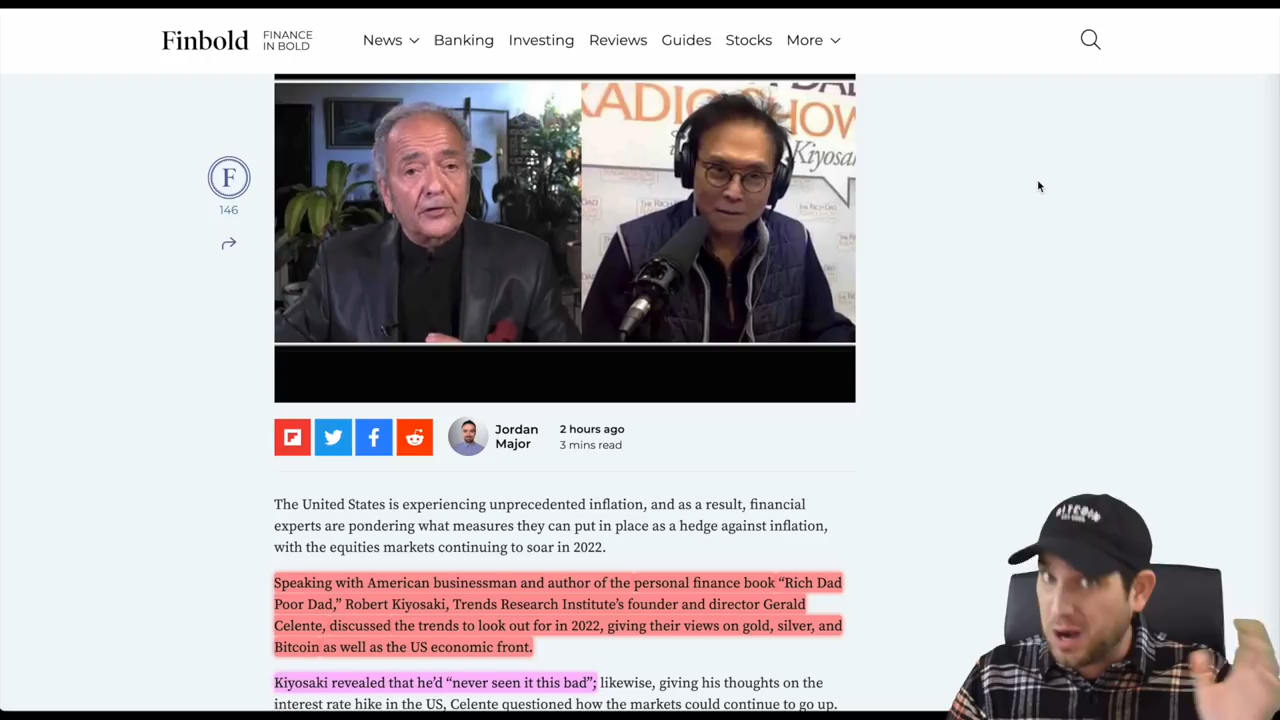 Finbold
FINANCE
IN BOLD
News
Banking
Investing
Reviews
Guides
Stocks
More
RADIO SHOW
Kiyosa
F
146
Jordan
Major
2 hours ago
3 mins read
The United States is experiencing unprecedented inflation, and as a result, financial
experts are pondering what measures they can put in place as a hedge against inflation,
with the equities markets continuing to soar in 2022.
Speaking with American businessman and author of the personal finance book “Rich Dad
Poor Dad,” Robert Kiyosaki, Trends Research Institute’s founder and director Gerald
Celente, discussed the trends to look out for in 2022, giving their views on gold, silver, and
Bitcoin as well as the US economic front.
Kiyosaki revealed that he’d “never seen it this bad”; likewise, giving his thoughts on the
interest rate hike in the US, Celente questioned how the markets could continue to go up.
BITCOIN